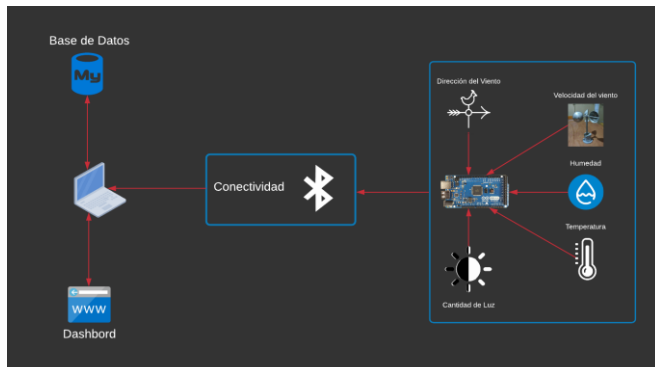 Base de Datos
My
Dirección del Viento
Velocidad del viento
Conectividad
Humedad
Temperatura
Cantidad de Luz
WWW
Dashbord